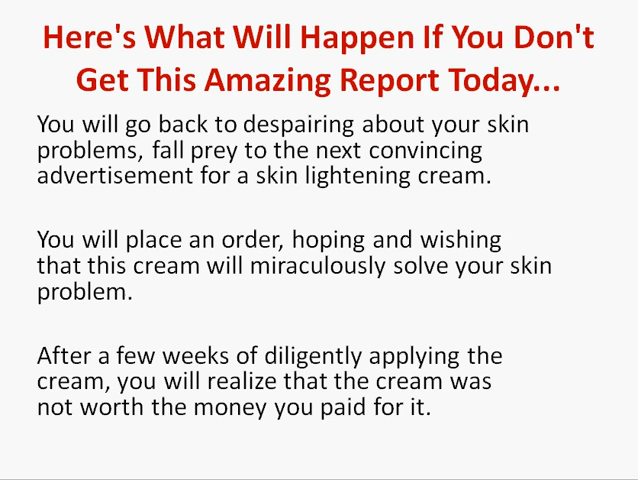 Here's What Will Happen If You Don't
Get This Amazing Report Today...
You will go back to despairing about your skin
problems, fall prey to the next convincing
advertisement for a skin lightening cream.
You will place an order, hoping and wishing
that this cream will miraculously solve your skin
problem.
After a few weeks of diligently applying the
cream, you will realize that the cream was
not worth the money you paid for it.